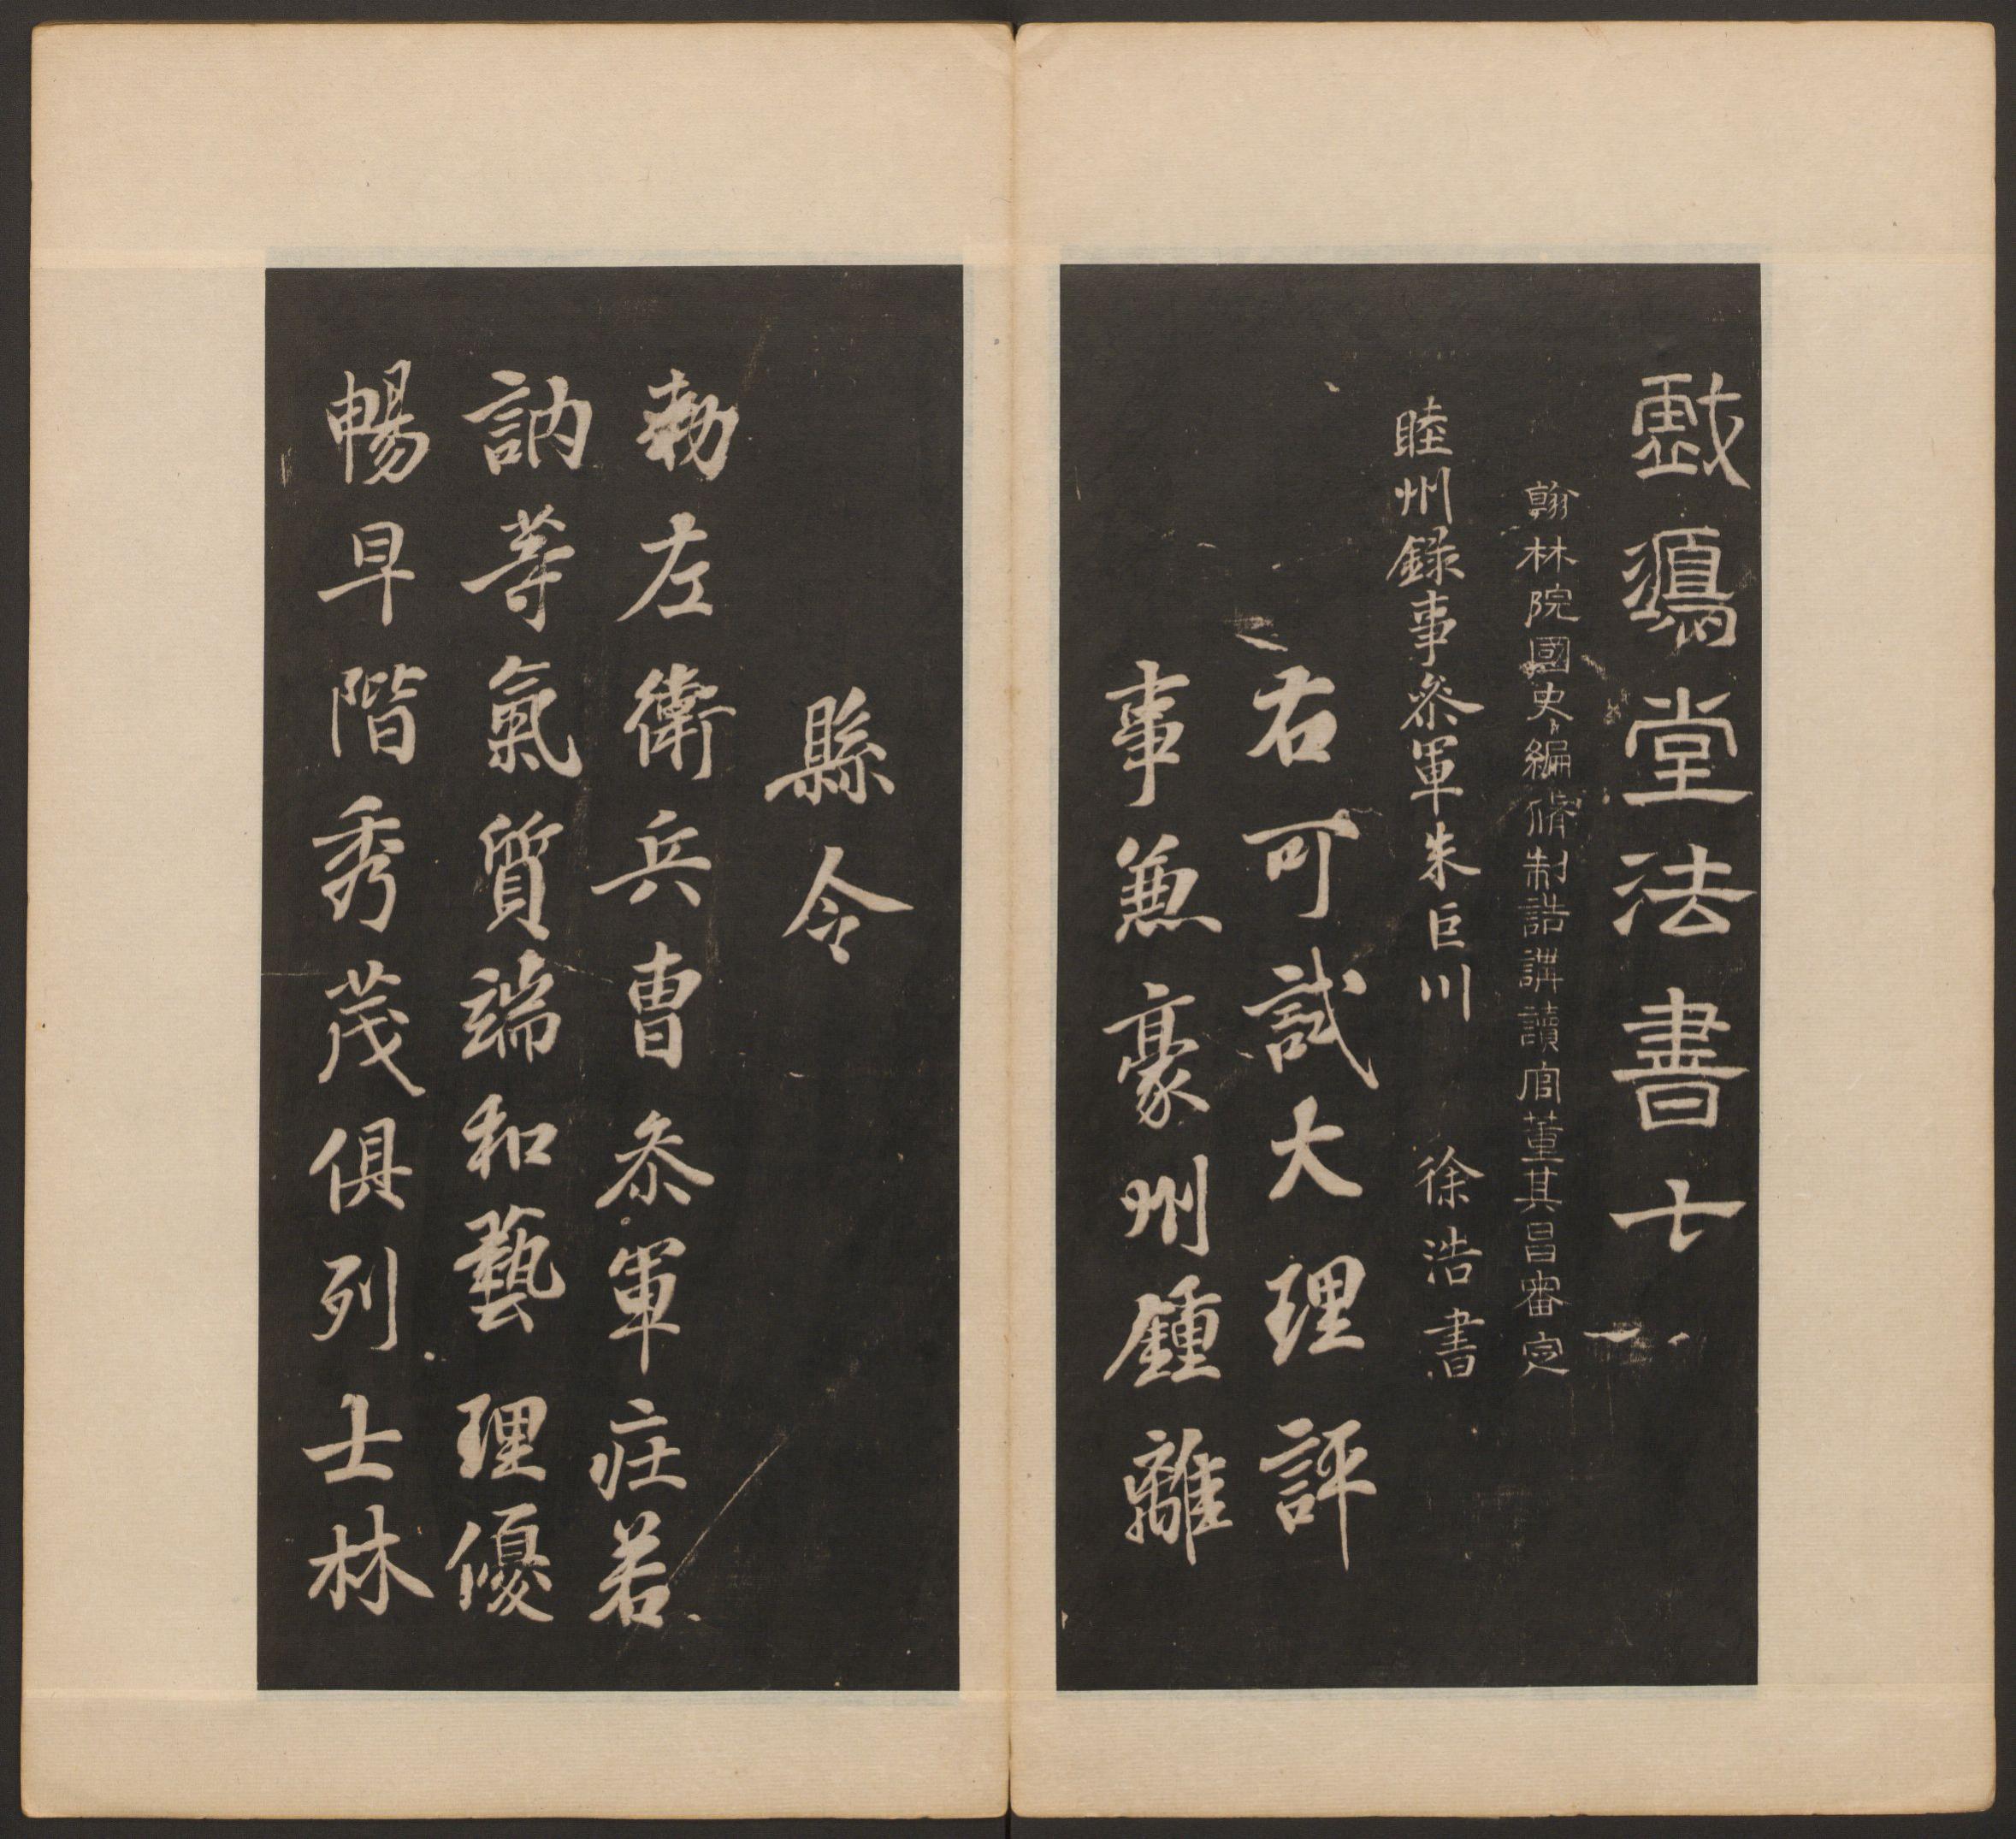 戲鴻堂法書七
翰林院國史編脩制誥講讀官董其昌審定
睦州錄事叅軍朱巨川　徐浩書
右可試大理評
事兼豪州鍾離
縣令
勑左衛兵曹叅軍庄若
訥等氣質端和藝理優
暢早階秀茂俱列士林